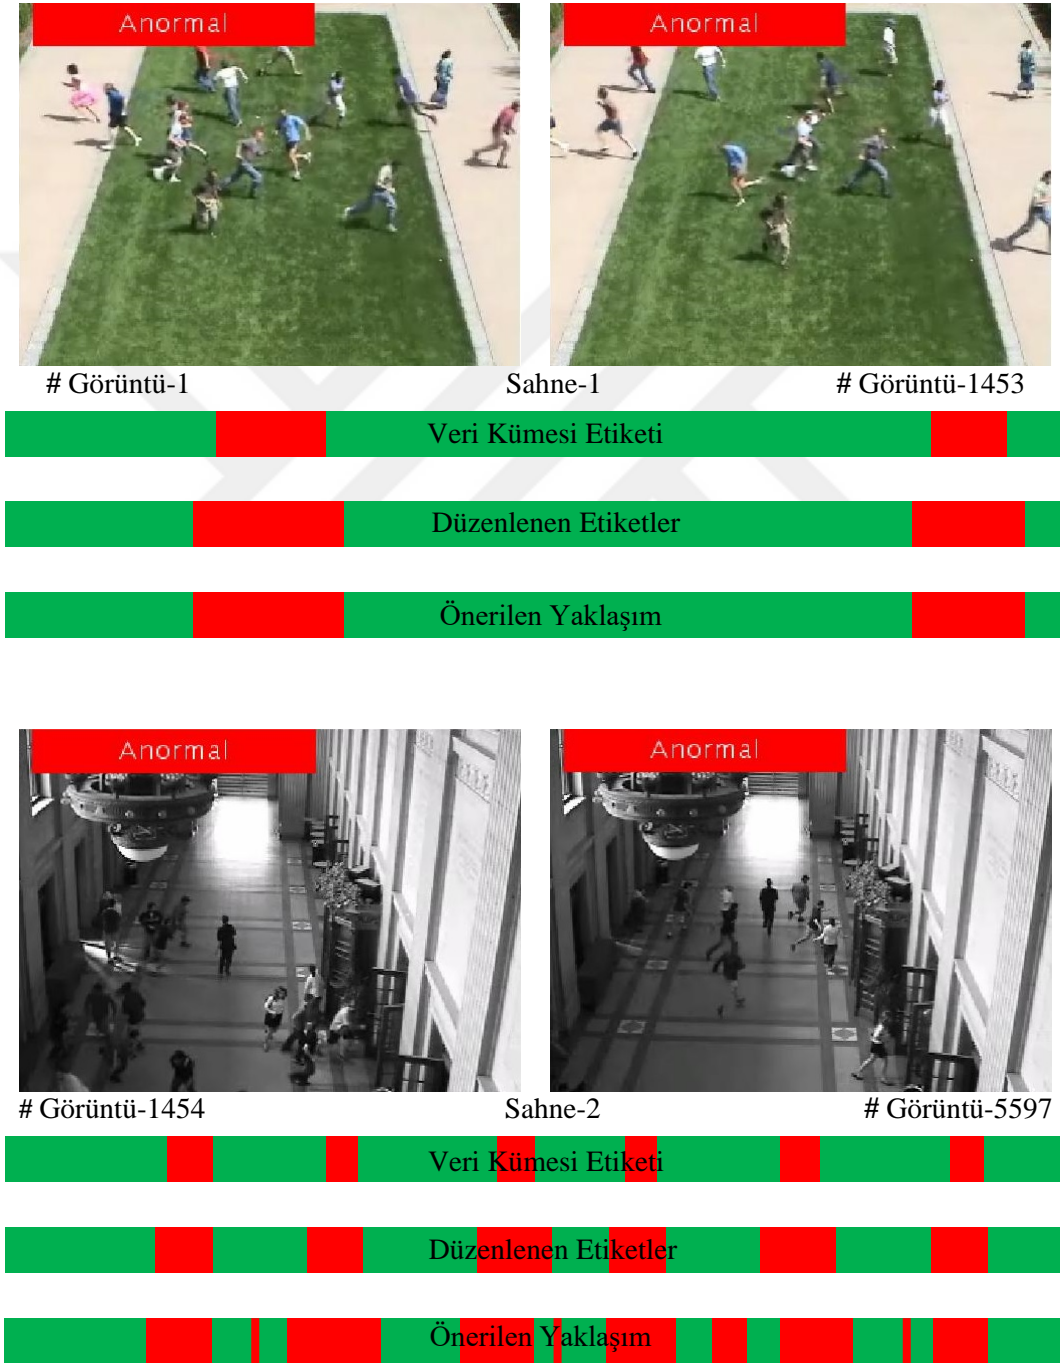 Anormal Anormal
# Görüntü-1 Sahne-1 # Görüntü-1453
Veri Kümesi Etiketi
Düzenlenen Etiketler
Önerilen Yaklaşım
Anormal Anormal
# Görüntü-1454 Sahne-2 # Görüntü-5597
Veri Kümesi Etiketi
Düzenlenen Etiketler
Önerilen Yaklaşım